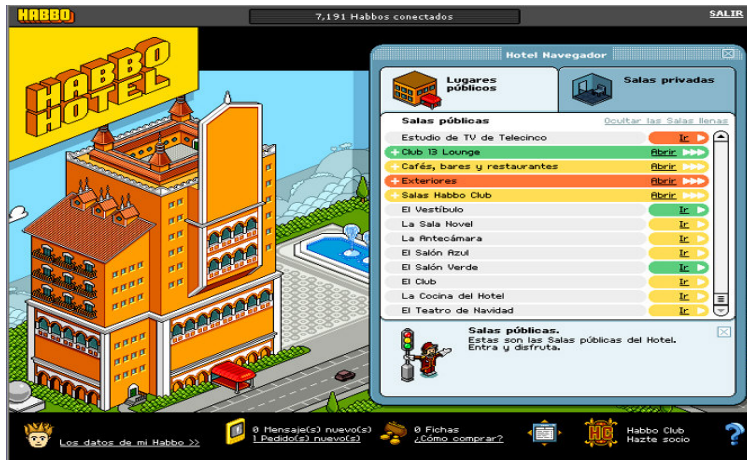 HABBO
7,191 Habbos conectados
SALIR
HABBO
HOTEL
Hotel Navegador
Lugares
públicos
Salas privadas
Salas públicas
Ocultar las Salas llenas
Estudio de TV de Telecinco Ir
Club 13 Lounge Abrir
Cafés, bares y restaurantes Abrir
Exteriores Abrir
Salas Habbo Club Abrir
El Vestíbulo Ir
La Sala Novel Ir
La Antecámara Ir
El Salón Azul Ir
El Salón Verde Ir
El Club Ir
La Cocina del Hotel Ir
El Teatro de Navidad Ir
Salas públicas.
Estas son las Salas públicas del Hotel.
Entra y disfruta.
Los datos de mi Habbo >>
0 Mensaje(s) nuevo(s)
1 Pedido(s) nuevo(s)
0 Fichas
¿Cómo comprar?
HC
Habbo Club
Hazte socio
?